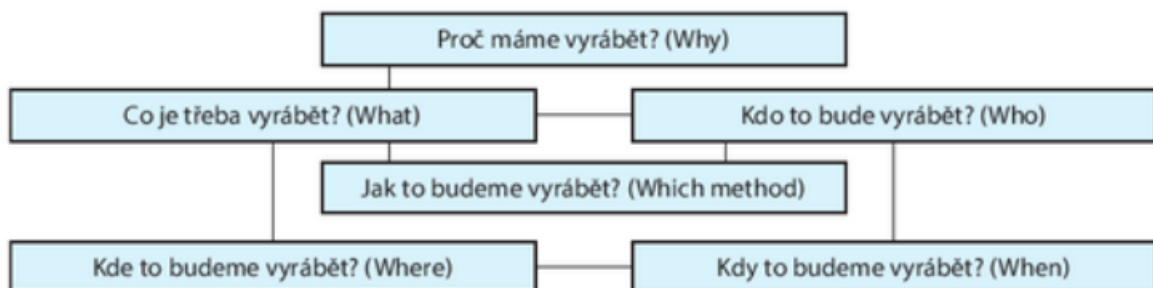 Proč máme vyrábět? (Why)
Co je třeba vyrábět? (What)
Kdo to bude vyrábět? (Who)
Jak to budeme vyrábět? (Which method)
Kde to budeme vyrábět? (Where)
Kdy to budeme vyrábět? (When)